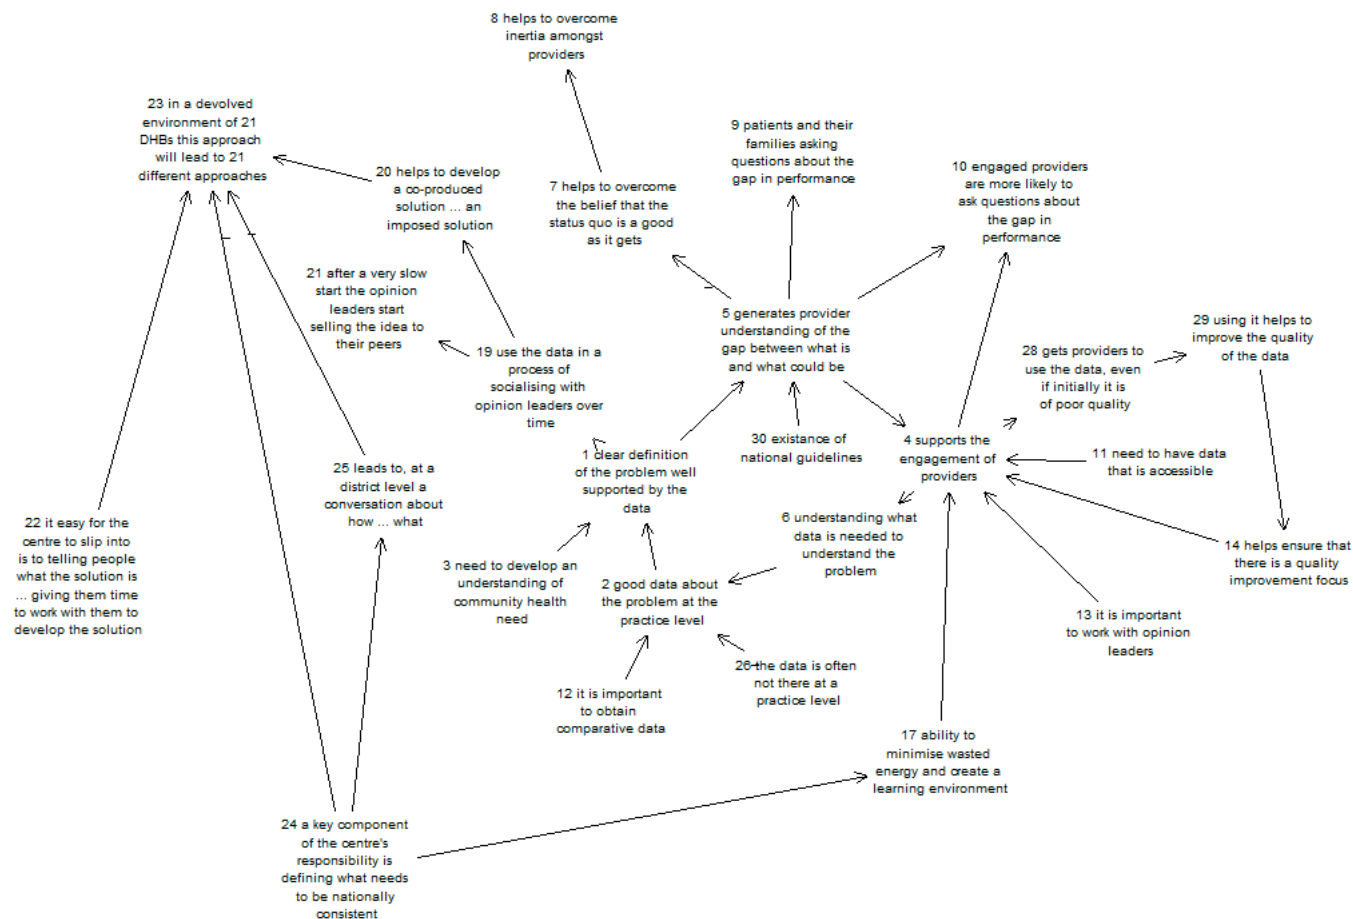 8 helps to overcome
inertia amongst
providers
23 in a devolved
environment of 21
DHBs this approach
will lead to 21
different approaches
9 patients and their
families asking
questions about the
gap in performance
20 helps to develop
a co-produced
solution ... an
imposed solution
7 helps to overcome
the belief that the
status quo is a good
as it gets
10 engaged providers
are more likely to
ask questions about
the gap in
performance
21 after a very slow
start the opinion
leaders start
selling the idea to
their peers
5 generates provider
understanding of the
gap between what is
and what could be
29 using it helps to
improve the quality
of the data
19 use the data in a
process of
socialising with
opinion leaders over
time
28 gets providers to
use the data, even
if initially it is
of poor quality
30 existance of
national guidelines
4 supports the
engagement of
providers
11 need to have data
that is accessible
1 clear definition
of the problem well
supported by the
data
25 leads to, at a
district level a
conversation about
how ... what
22 it easy for the
centre to slip into
is to telling people
what the solution is
... giving them time
to work with them to
develop the solution
6 understanding what
data is needed to
understand the
problem
14 helps ensure that
there is a quality
improvement focus
3 need to develop an
understanding of
community health
need
2 good data about
the problem at the
practice level
13 it is important
to work with opinion
leaders
12 it is important
to obtain
comparative data
26 the data is often
not there at a
practice level
17 ability to
minimise wasted
energy and create a
learning environment
24 a key component
of the centre's
responsibility is
defining what needs
to be nationally
consistent